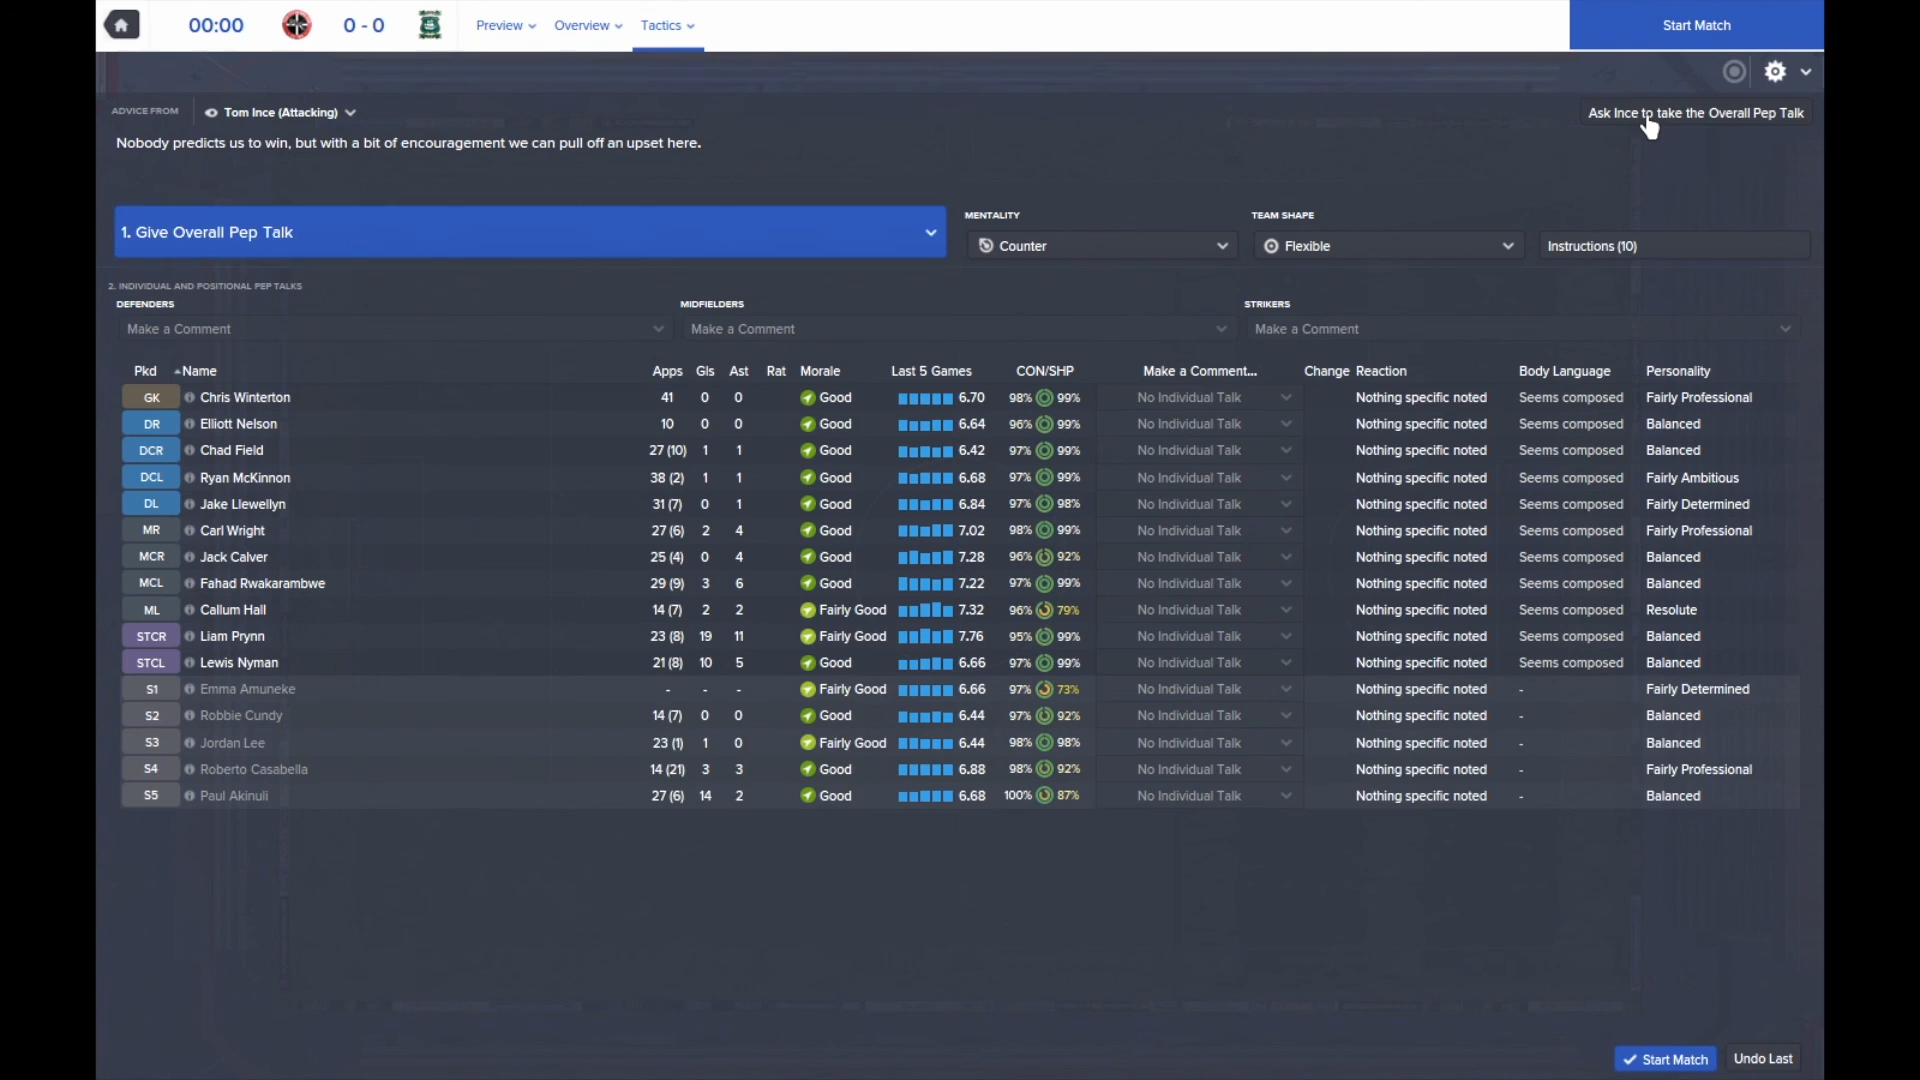 00:00 0 - 0 Preview Overview Tactics Start Match
ADVICE FROM Tom Ince (Attacking) Ask Ince to take the Overall Pep Talk
Nobody predicts us to win, but with a bit of encouragement we can pull off an upset here.
MENTALITY TEAM SHAPE
1. Give Overall Pep Talk Counter Flexible Instructions (10)
2. INDIVIDUAL AND POSITIONAL PEP TALKS
DEFENDERS MIDFIELDERS STRIKERS
Make a Comment Make a Comment Make a Comment
Pkd Name Apps Gls Ast Rat Morale Last 5 Games CON/SHP Make a Comment... Change Reaction Body Language Personality
GK Chris Winterton 41 0 0 Good 6.70 98% 99% No Individual Talk Nothing specific noted Seems composed Fairly Professional
DR Elliott Nelson 10 0 0 Good 6.64 96% 99% No Individual Talk Nothing specific noted Seems composed Balanced
DCR Chad Field 27 (10) 1 1 Good 6.42 97% 99% No Individual Talk Nothing specific noted Seems composed Balanced
DCL Ryan McKinnon 38 (2) 1 1 Good 6.68 97% 99% No Individual Talk Nothing specific noted Seems composed Fairly Ambitious
DL Jake Llewellyn 31 (7) 0 1 Good 6.84 97% 98% No Individual Talk Nothing specific noted Seems composed Fairly Determined
MR Carl Wright 27 (6) 2 4 Good 7.02 98% 99% No Individual Talk Nothing specific noted Seems composed Fairly Professional
MCR Jack Calver 25 (4) 0 4 Good 7.28 96% 92% No Individual Talk Nothing specific noted Seems composed Balanced
MCL Fahad Rwakarambwe 29 (9) 3 6 Good 7.22 97% 99% No Individual Talk Nothing specific noted Seems composed Balanced
ML Callum Hall 14 (7) 2 2 Fairly Good 7.32 96% 79% No Individual Talk Nothing specific noted Seems composed Resolute
STCR Liam Prynn 23 (8) 19 11 Fairly Good 7.76 95% 99% No Individual Talk Nothing specific noted Seems composed Balanced
STCL Lewis Nyman 21 (8) 10 5 Good 6.66 97% 99% No Individual Talk Nothing specific noted Seems composed Balanced
S1 Emma Amuneke - - - Fairly Good 6.66 97% 73% No Individual Talk Nothing specific noted - Fairly Determined
S2 Robbie Cundy 14 (7) 0 0 Good 6.44 97% 92% No Individual Talk Nothing specific noted - Balanced
S3 Jordan Lee 23 (1) 1 0 Fairly Good 6.44 98% 98% No Individual Talk Nothing specific noted - Balanced
S4 Roberto Casabella 14 (21) 3 3 Good 6.88 98% 92% No Individual Talk Nothing specific noted - Fairly Professional
S5 Paul Akinuli 27 (6) 14 2 Good 6.68 100% 87% No Individual Talk Nothing specific noted - Balanced
Start Match Undo Last